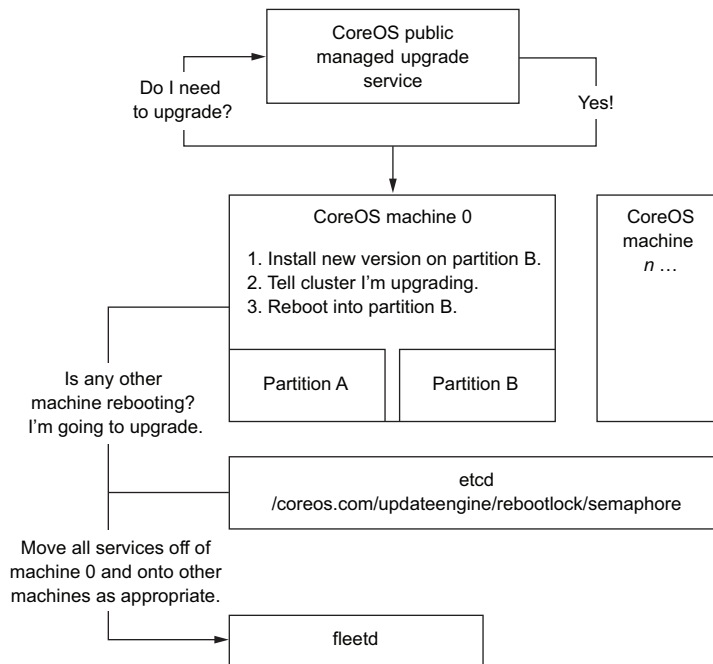 CoreOS public
managed upgrade
service
Do I need
to upgrade?
Yes!
CoreOS machine 0
1. Install new version on partition B.
2. Tell cluster I'm upgrading.
3. Reboot into partition B.
Partition A
Partition B
CoreOS
machine
n ...
Is any other
machine rebooting?
I'm going to upgrade.
etcd
/coreos.com/updateengine/rebootlock/semaphore
Move all services off of
machine 0 and onto other
machines as appropriate.
fleetd